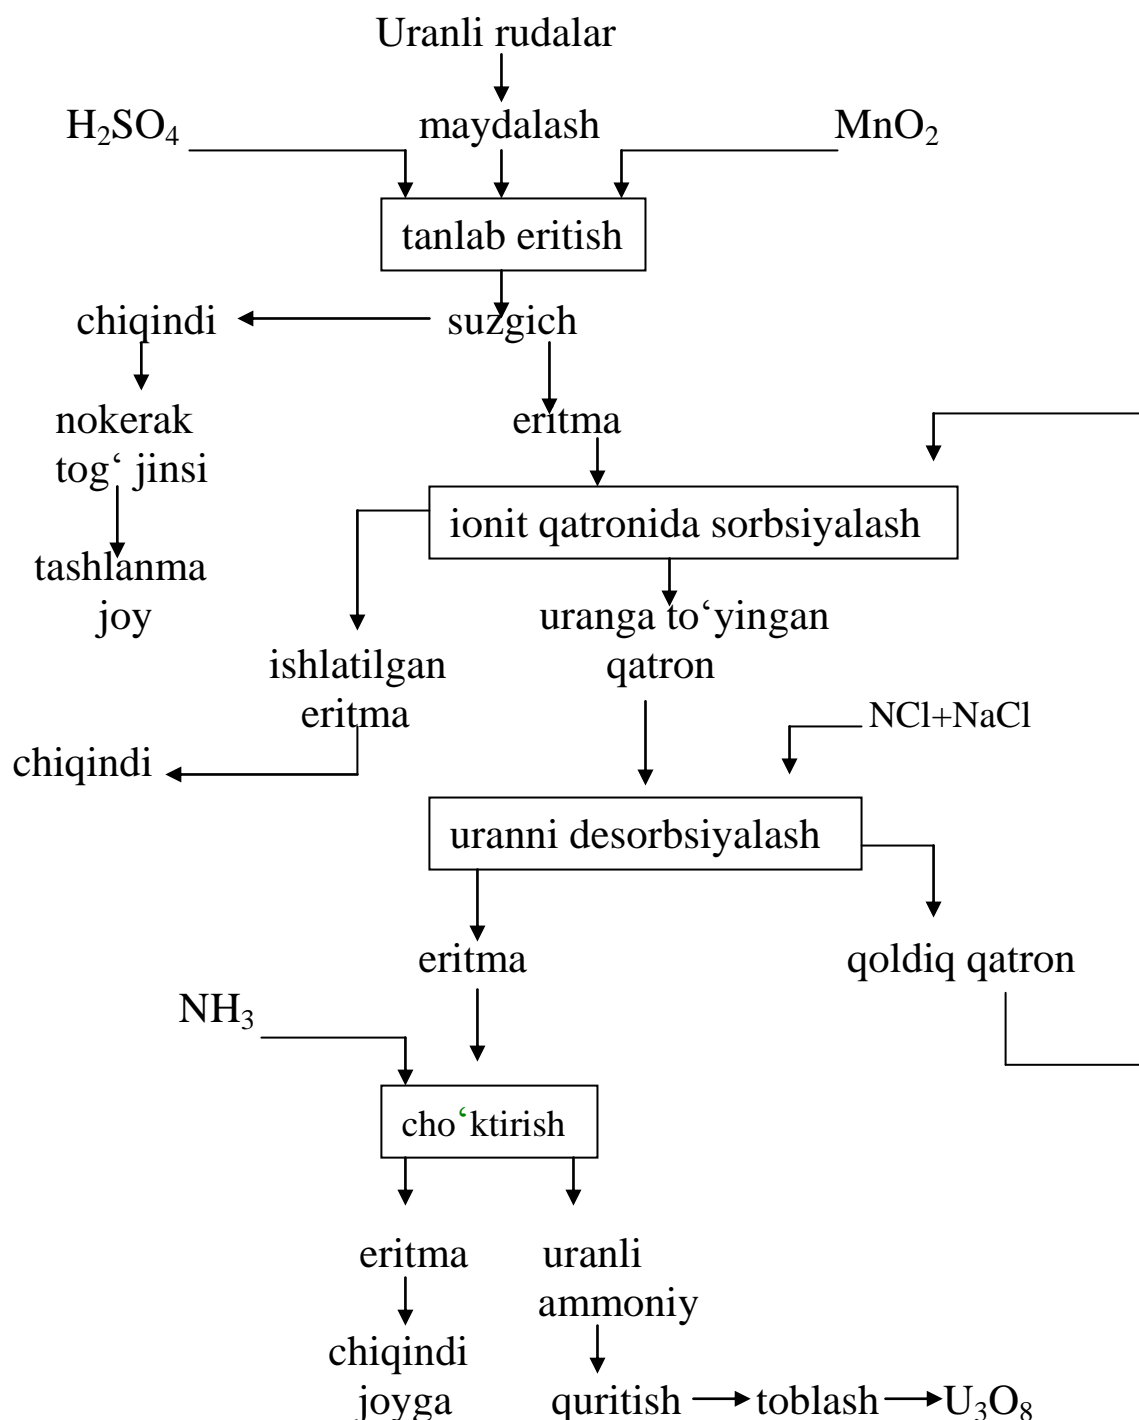 Uranli rudalar
H₂SO₄ maydalash MnO₂
tanlab eritish
chiqindi suzgich
nokerak eritma
tog‘ jinsi
ionit qatronida sorbsiyalash
tashlanma
joy uranga to‘yingan
ishlatilgan qatron
eritma NCl+NaCl
chiqindi
uranni desorbsiyalash
eritma qoldiq qatron
NH₃
cho‘ktirish
eritma uranli
ammoniy
chiqindi
joyga quritish toblash U₃O₈